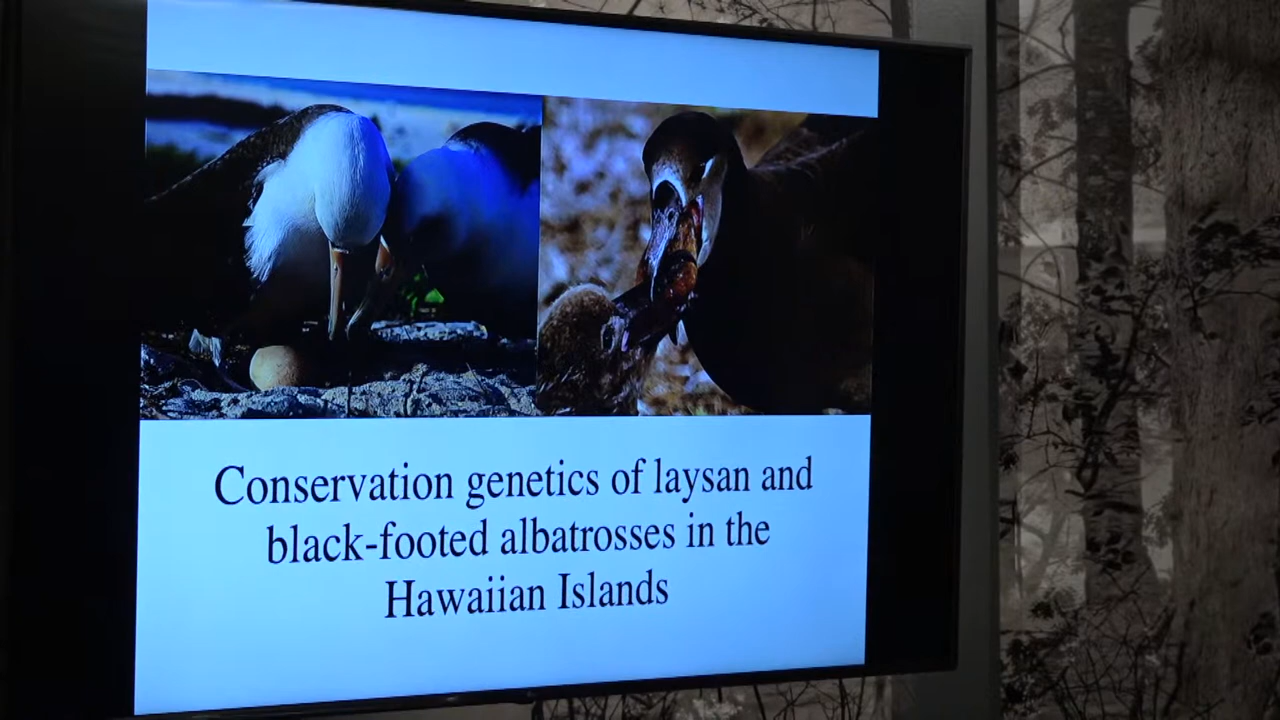 Conservation genetics of laysan and
black-footed albatrosses in the
Hawaiian Islands